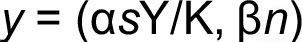 y = (αsY/K, βn)